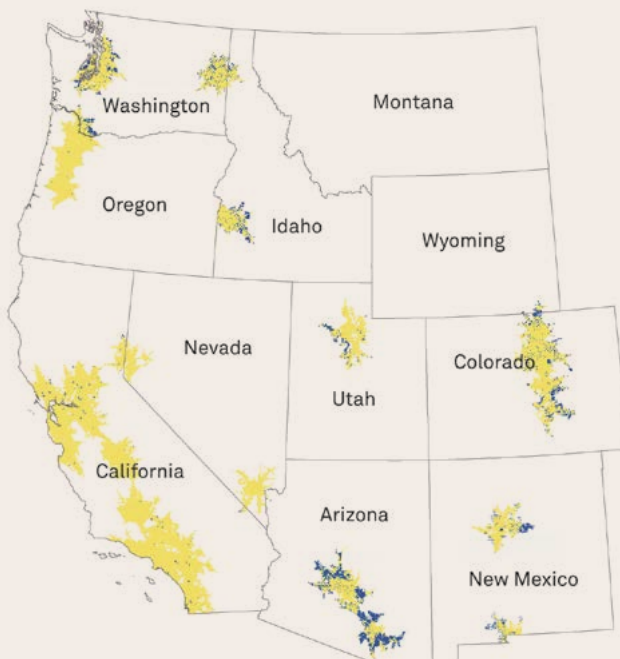 Washington
Montana
Oregon
Idaho
Wyoming
Nevada
Utah
Colorado
California
Arizona
New Mexico